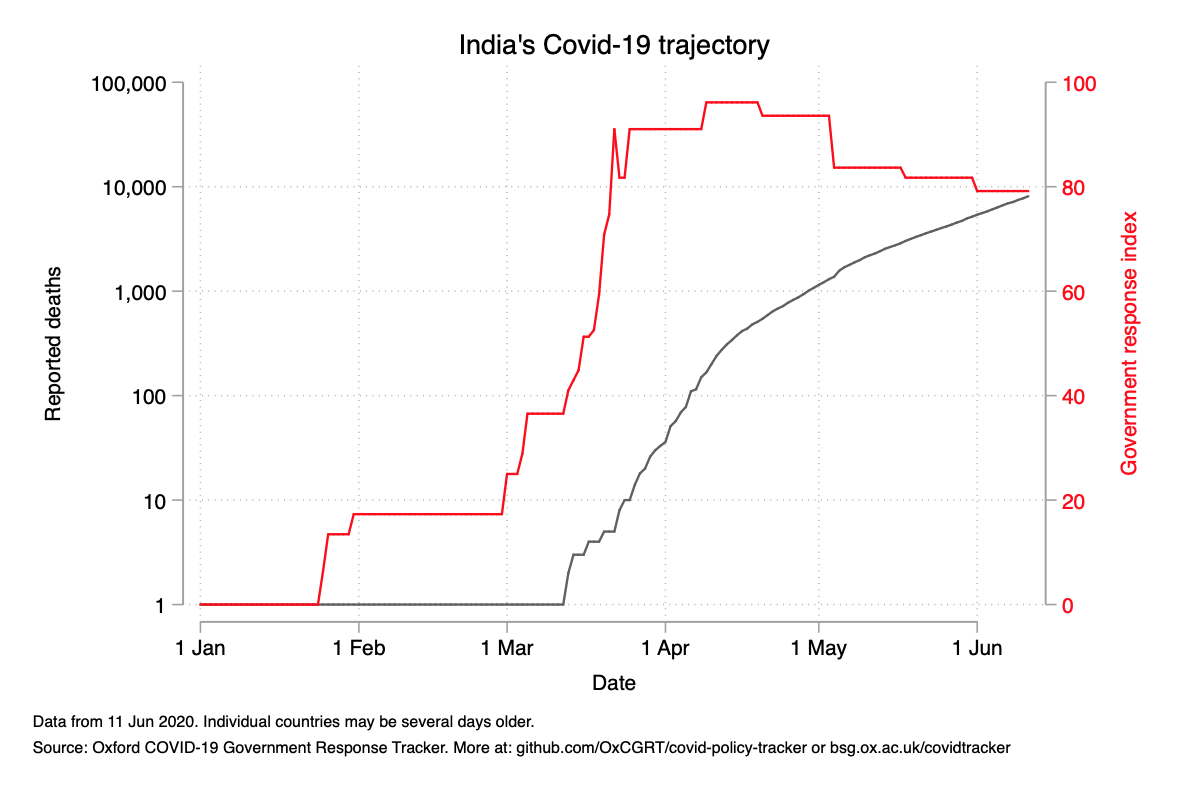 India's Covid-19 trajectory
100,000
10,000
1,000
100
10
1
Reported deaths
100
80
60
40
20
0
Government response index
1 Jan
1 Feb
1 Mar
1 Apr
1 May
1 Jun
Date
Data from 11 Jun 2020. Individual countries may be several days older.
Source: Oxford COVID-19 Government Response Tracker. More at: github.com/OxCGRT/covid-policy-tracker or bsg.ox.ac.uk/covidtracker